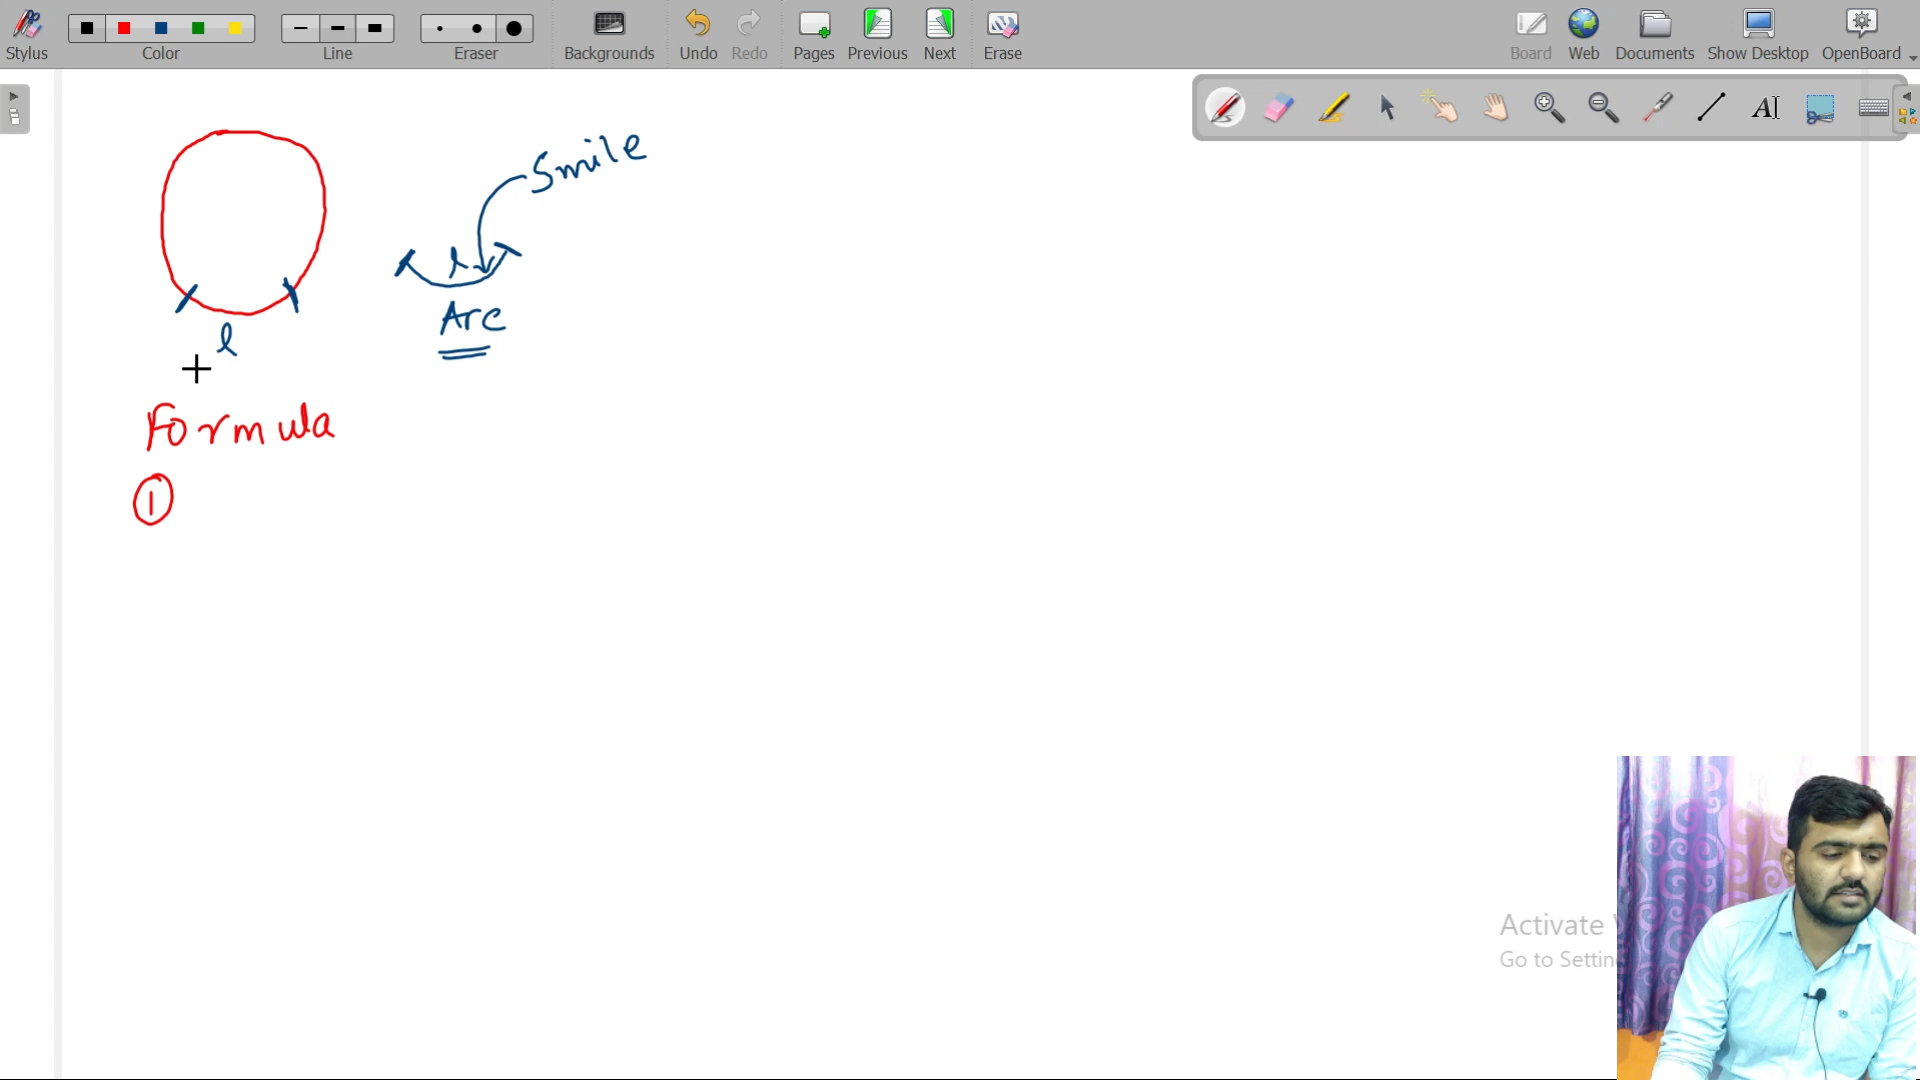 Stylus Color Line Eraser Backgrounds Undo Redo Pages Previous Next Erase Board Web Documents Show Desktop OpenBoard
Smile
l
Arc
l
Formula
①
Activate
Go to Settin